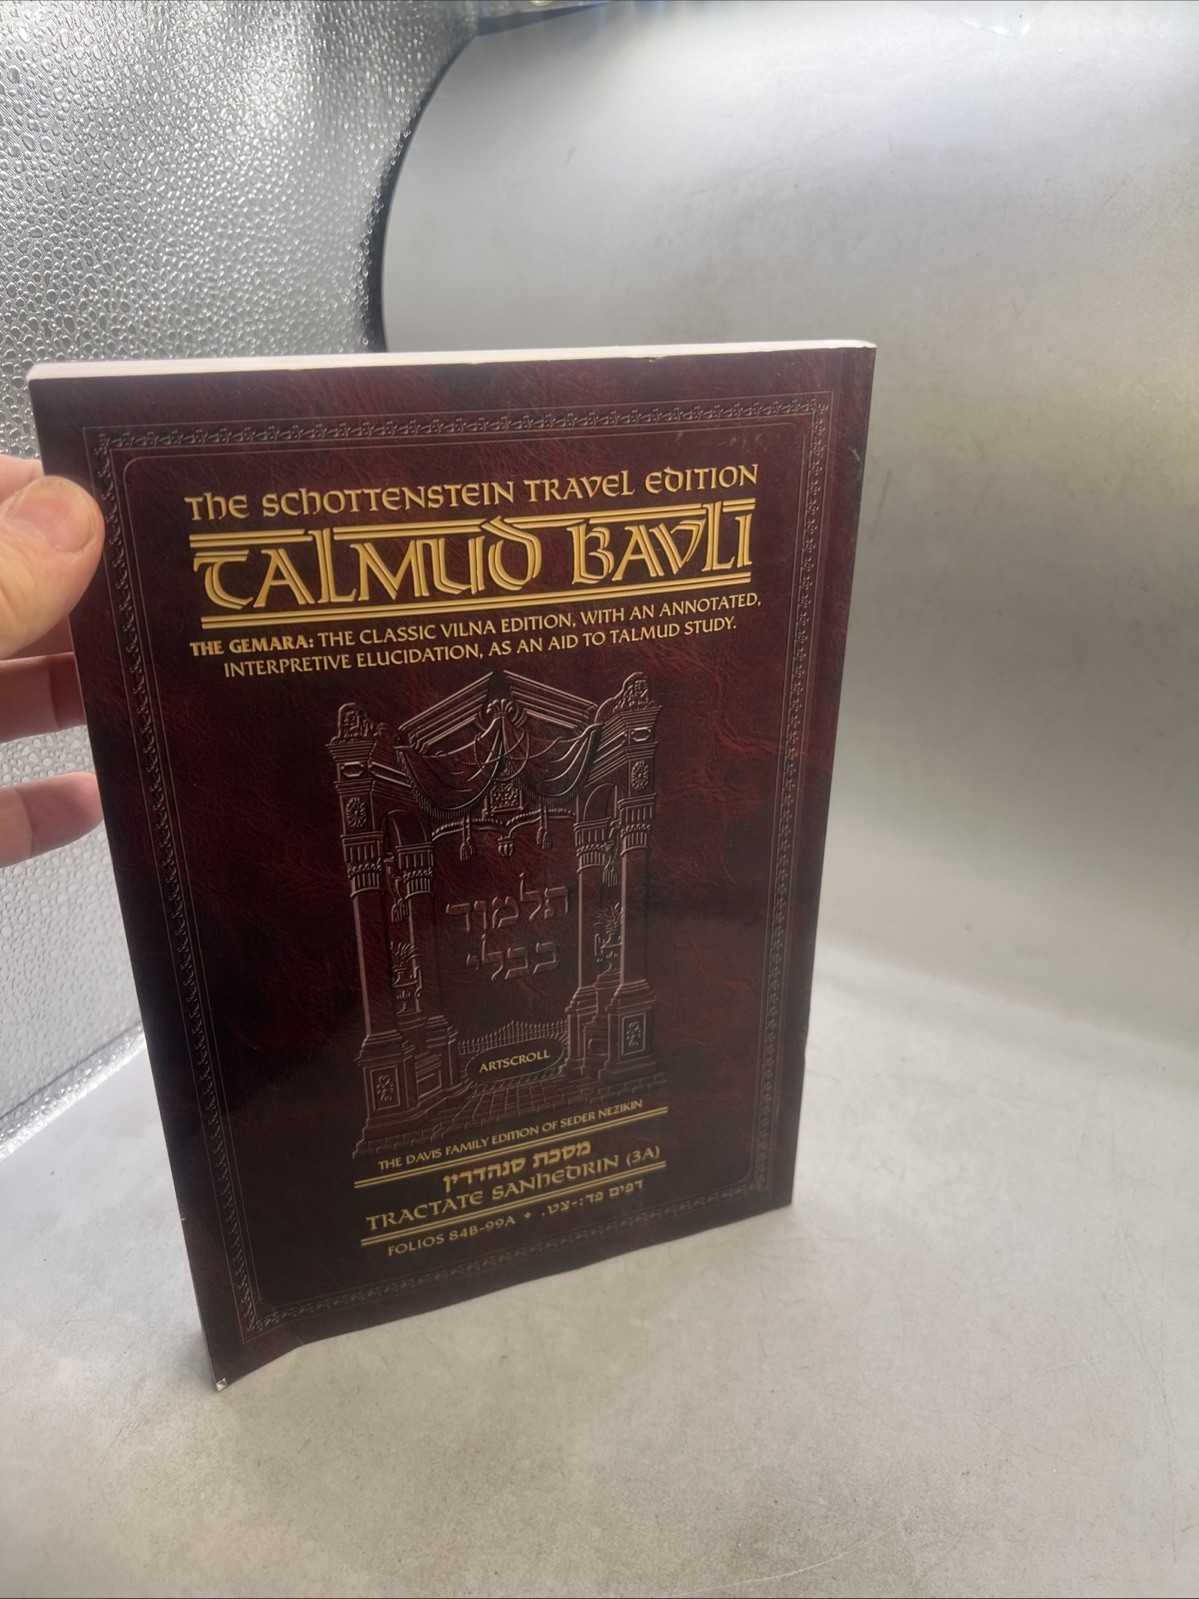 THE SCHOTTENSTEIN TRAVEL EDITION
TALMUD BAVLI
THE GEMARA: THE CLASSIC VILNA EDITION, WITH AN ANNOTATED,
INTERPRETIVE ELUCIDATION, AS AN AID TO TALMUD STUDY.
תלמוד
בבלי
ARTSCROLL
THE DAVIS FAMILY EDITION OF SEDER NEZIKIN
מסכת סנהדרין
TRACTATE SANHEDRIN (3A)
FOLIOS 84B-99A • דפים פד:-צט.